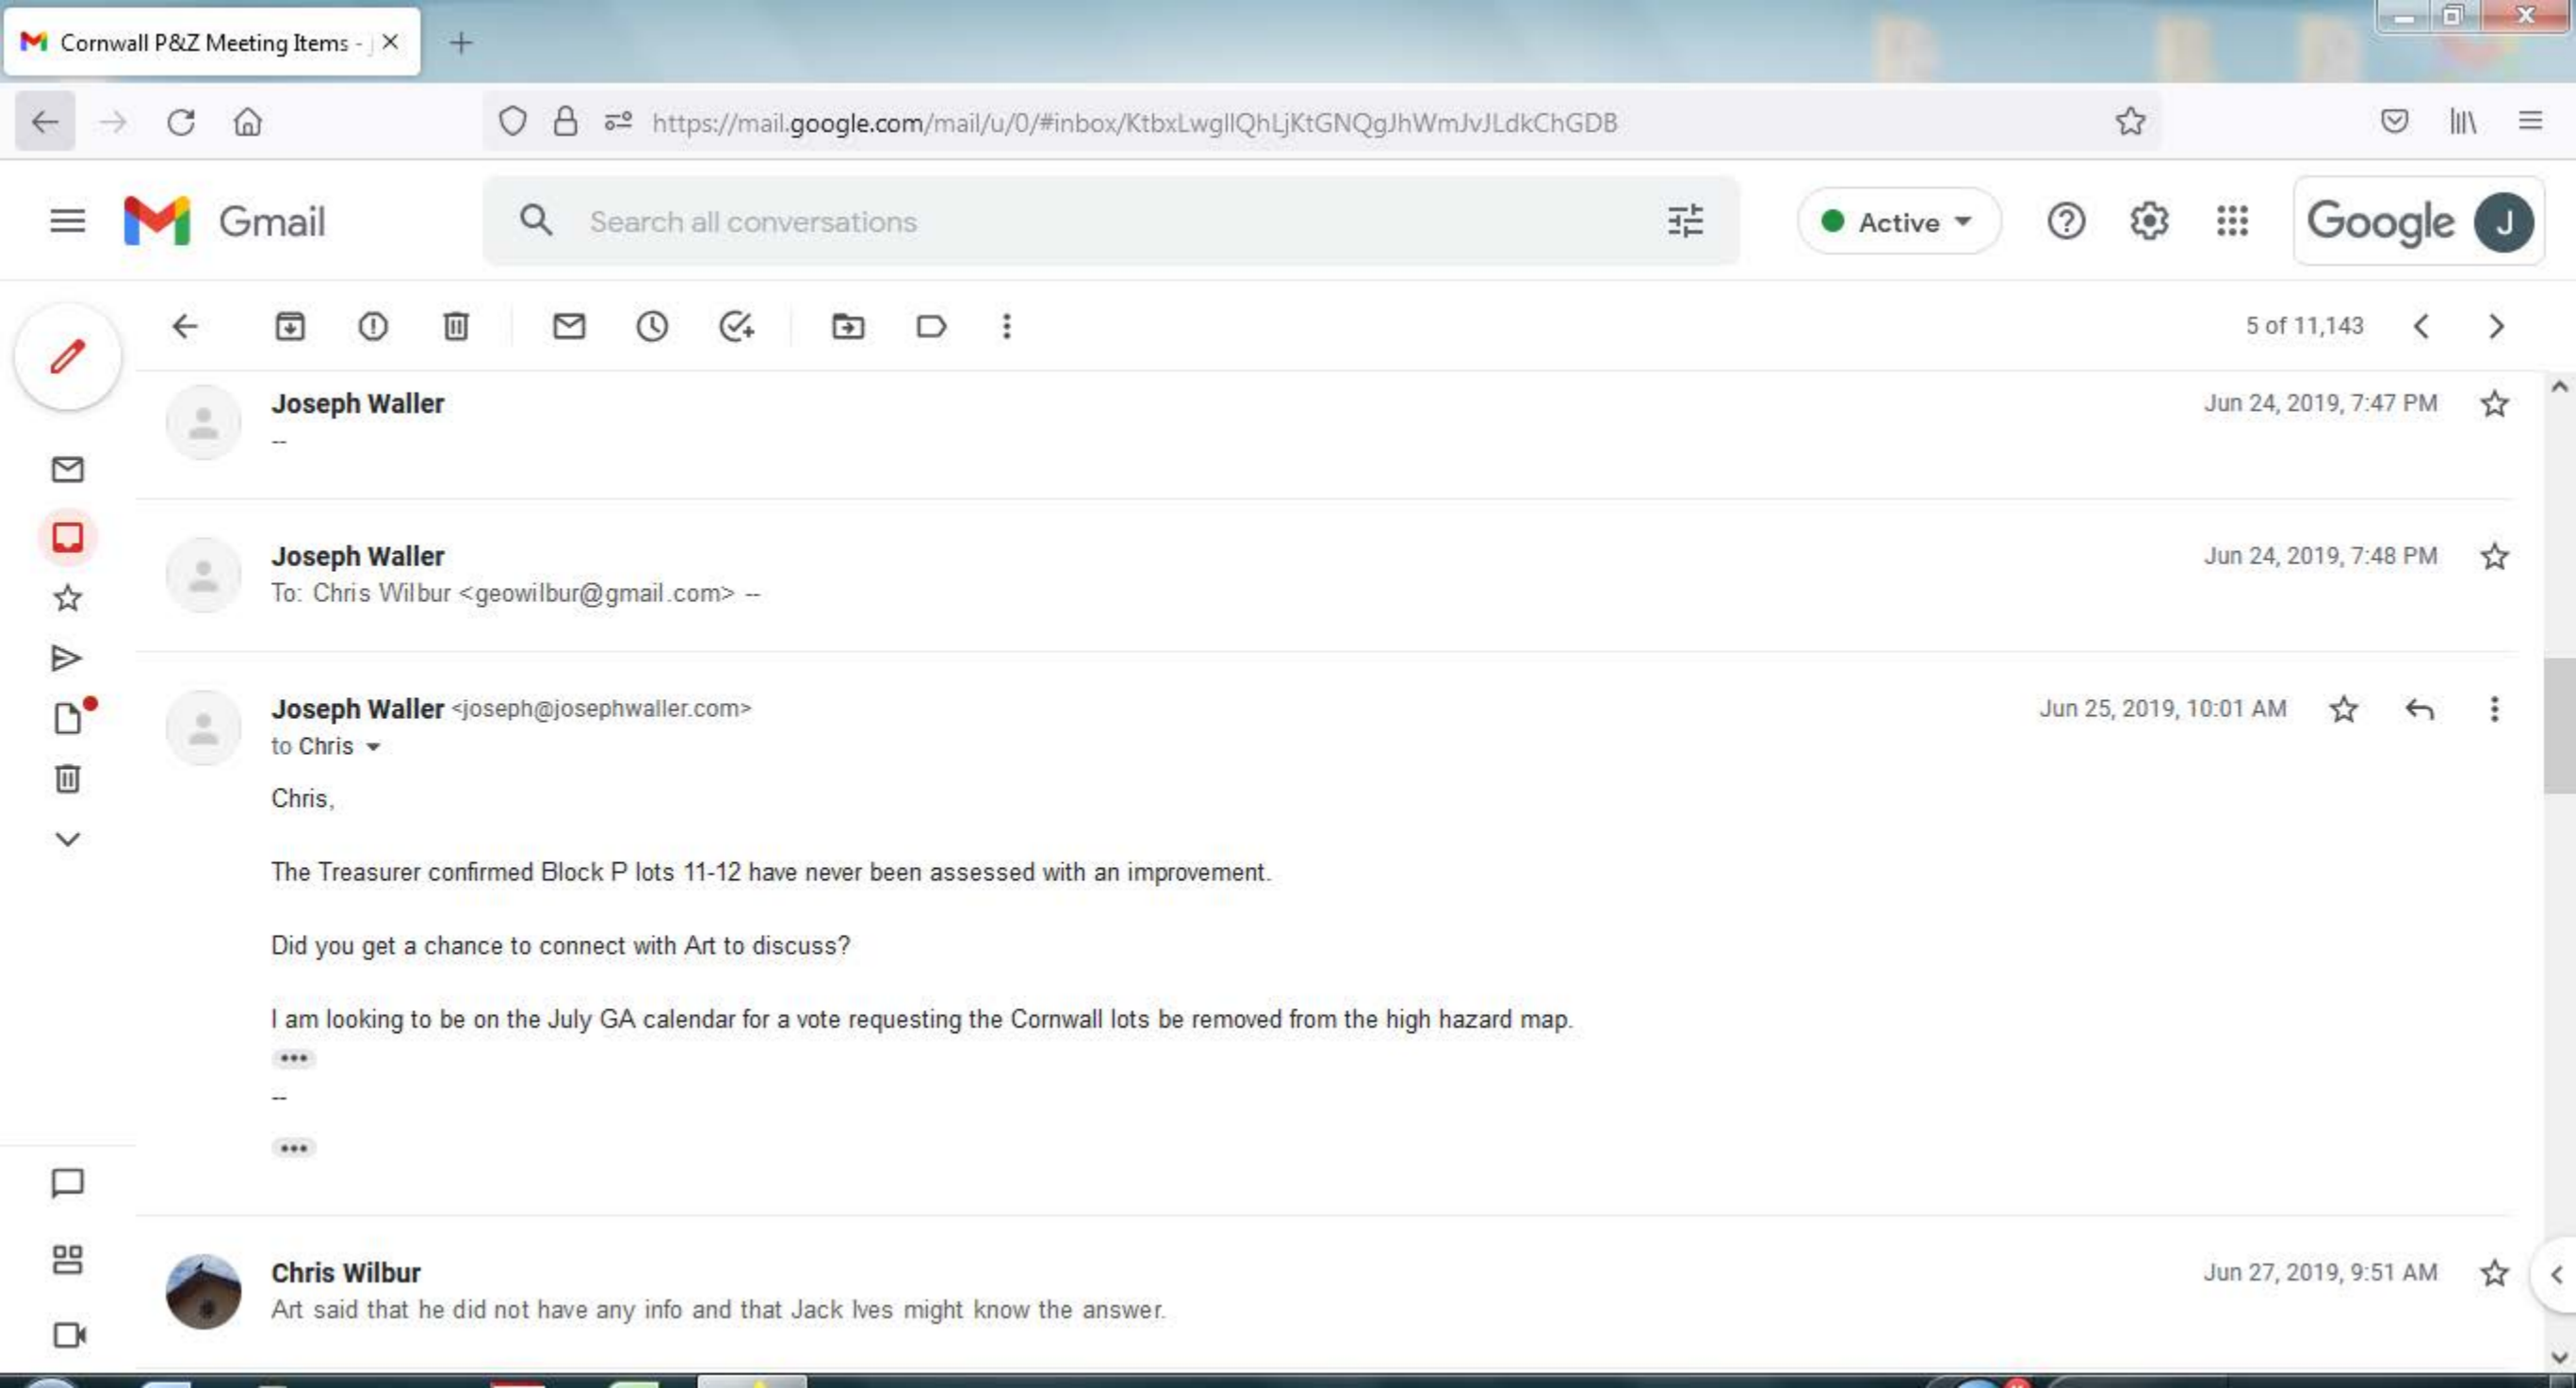 Cornwall P&Z Meeting Items -
https://mail.google.com/mail/u/0/#inbox/KtbxLwgllQhLjKtGNQgJhWmJvJLdkChGDB
Gmail
Search all conversations
Active
Google
J
5 of 11,143
Joseph Waller
Jun 24, 2019, 7:47 PM
--
Joseph Waller
Jun 24, 2019, 7:48 PM
To: Chris Wilbur <geowilbur@gmail.com> --
Joseph Waller <joseph@josephwaller.com>
Jun 25, 2019, 10:01 AM
to Chris
Chris,
The Treasurer confirmed Block P lots 11-12 have never been assessed with an improvement.
Did you get a chance to connect with Art to discuss?
I am looking to be on the July GA calendar for a vote requesting the Cornwall lots be removed from the high hazard map.
--
Chris Wilbur
Jun 27, 2019, 9:51 AM
Art said that he did not have any info and that Jack Ives might know the answer.